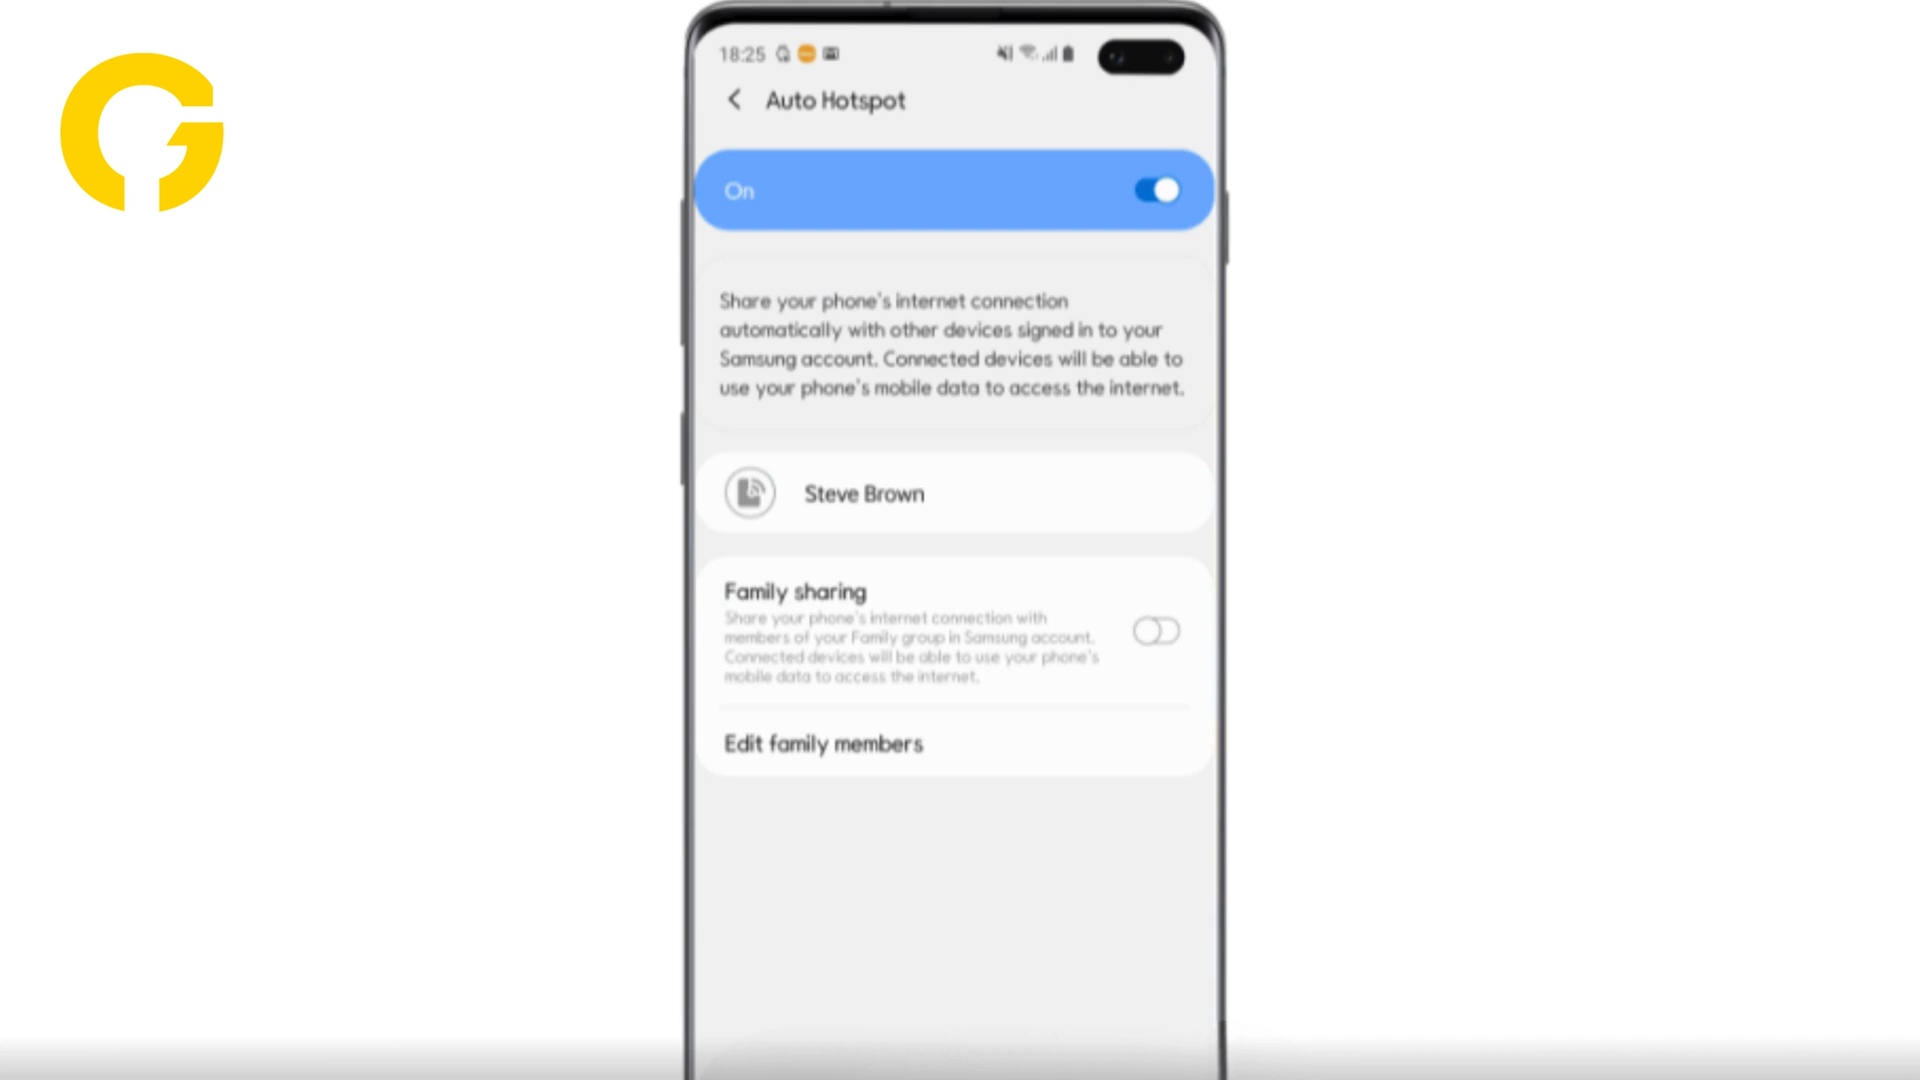 18:25
Auto Hotspot
On
Share your phone's internet connection
automatically with other devices signed in to your
Samsung account. Connected devices will be able to
use your phone's mobile data to access the internet.
Steve Brown
Family sharing
Share your phone's internet connection with
members of your Family group in Samsung account.
Connected devices will be able to use your phone's
mobile data to access the internet.
Edit family members